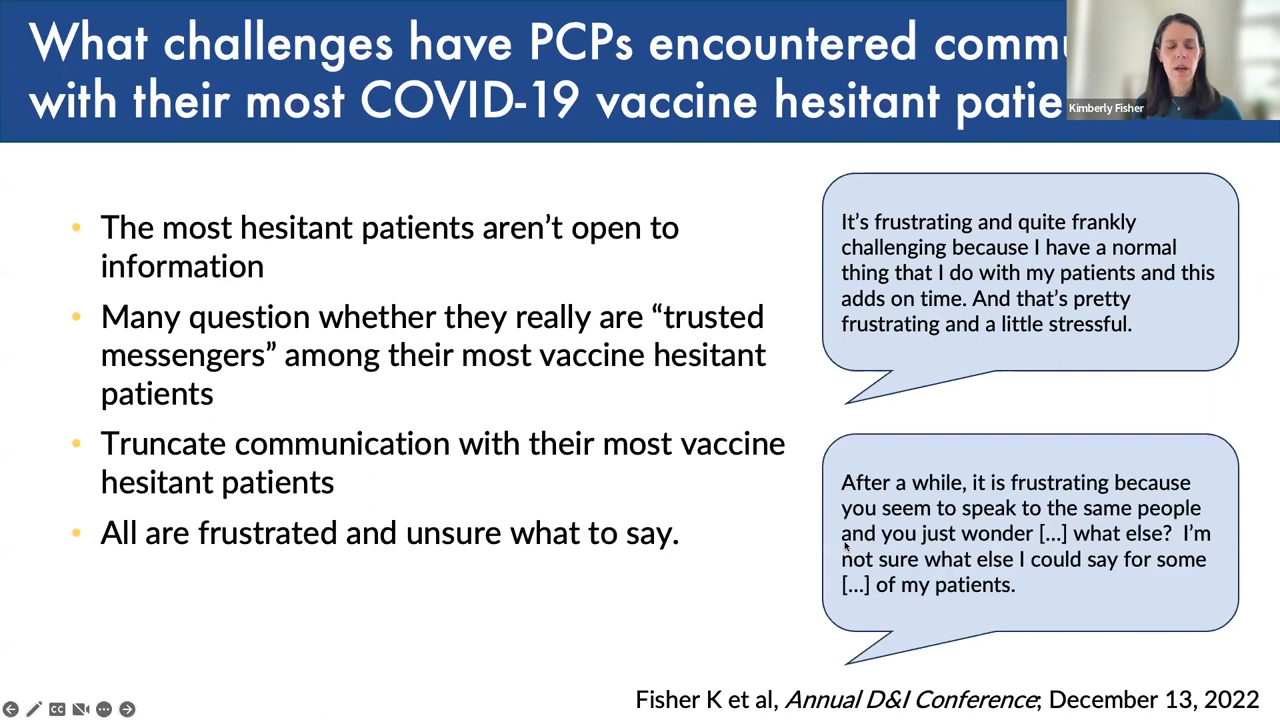 What challenges have PCPs encountered
with their most COVID-19 vaccine hesitant
Kimberly Fisher
• The most hesitant patients aren’t open to
information
• Many question whether they really are “trusted
messengers” among their most vaccine hesitant
patients
• Truncate communication with their most vaccine
hesitant patients
• All are frustrated and unsure what to say.
It’s frustrating and quite frankly
challenging because I have a normal
thing that I do with my patients and this
adds on time. And that’s pretty
frustrating and a little stressful.
After a while, it is frustrating because
you seem to speak to the same people
and you just wonder [...] what else? I’m
not sure what else I could say for some
[...] of my patients.
CC
Fisher K et al, Annual D&I Conference; December 13, 2022